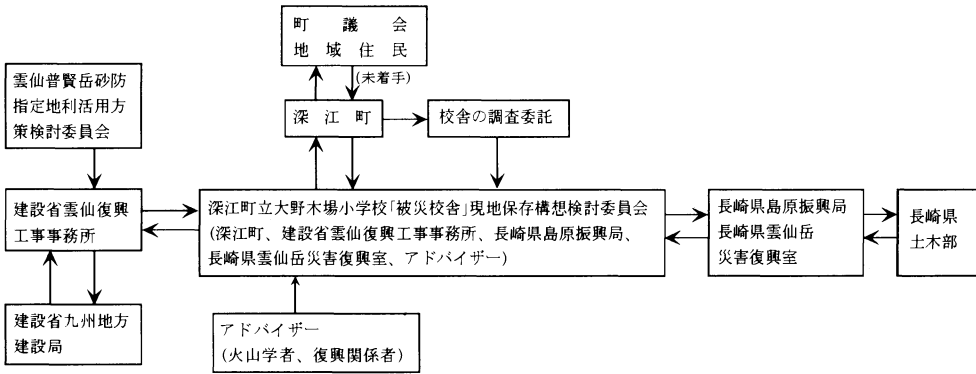 町議会
地域住民
(未着手)
雲仙普賢岳砂防
指定地利活用方
策検討委員会
深江町
校舎の調査委託
建設省雲仙復興
工事事務所
深江町立大野木場小学校「被災校舎」現地保存構想検討委員会
(深江町、建設省雲仙復興工事事務所、長崎県島原振興局、
長崎県雲仙岳災害復興室、アドバイザー)
長崎県島原振興局
長崎県雲仙岳
災害復興室
長崎県
土木部
建設省九州地方
建設局
アドバイザー
(火山学者、復興関係者)